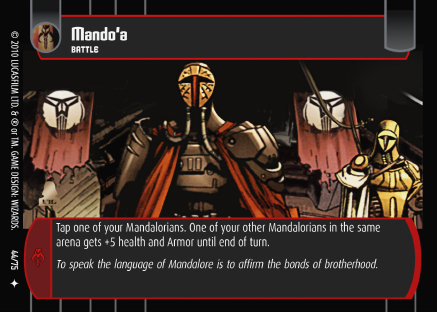 Mando'a
BATTLE
Tap one of your Mandalorians. One of your other Mandalorians in the same
arena gets +5 health and Armor until end of turn.
To speak the language of Mandalore is to affirm the bonds of brotherhood.
© 2010 LUCASFILM LTD. & ® or TM. GAME DESIGN WIZARDS.
44/75